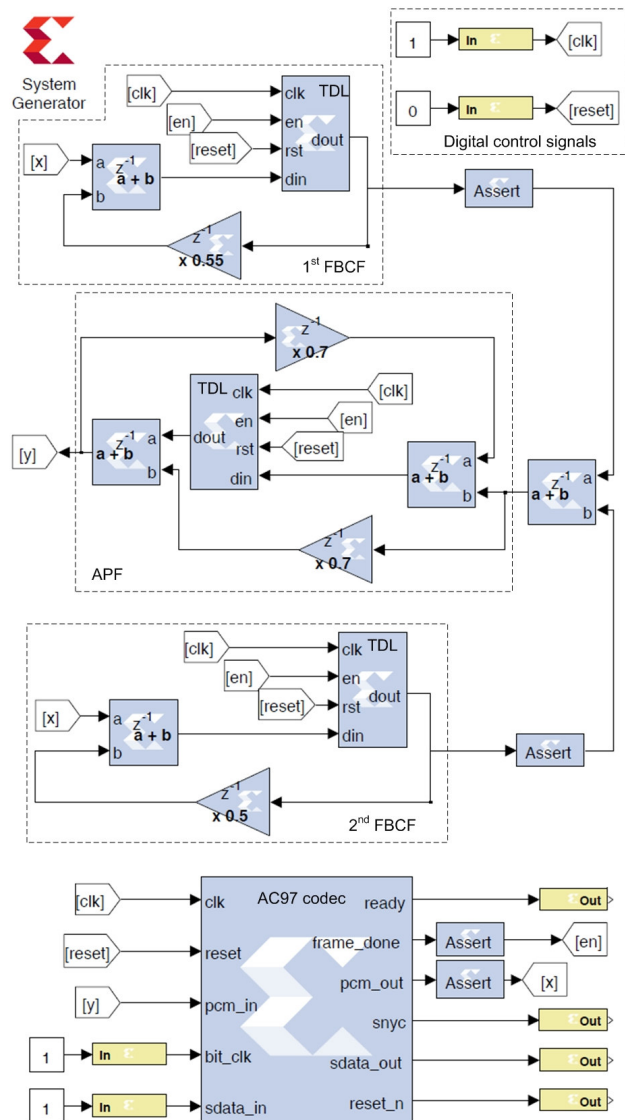 System
Generator
[clk]
[en]
[reset]
[x]
a
b
z-1
a + b
clk
TDL
en
rst
dout
din
z-1
x 0.55
1st FBCF
1
In
[clk]
0
In
[reset]
Digital control signals
Assert
z-1
x 0.7
TDL
clk
[clk]
en
[en]
dout
rst
[reset]
din
[y]
z-1
a + b
a
b
z-1
a + b
a
b
z-1
a + b
a
b
z-1
x 0.7
APF
[clk]
[en]
[reset]
[x]
a
b
z-1
a + b
clk
TDL
en
dout
rst
din
z-1
x 0.5
2nd FBCF
Assert
AC97 codec
[clk]
clk
ready
Out
[reset]
reset
frame_done
Assert
[en]
[y]
pcm_in
pcm_out
Assert
[x]
snyc
Out
1
In
bit_clk
sdata_out
Out
1
In
sdata_in
reset_n
Out